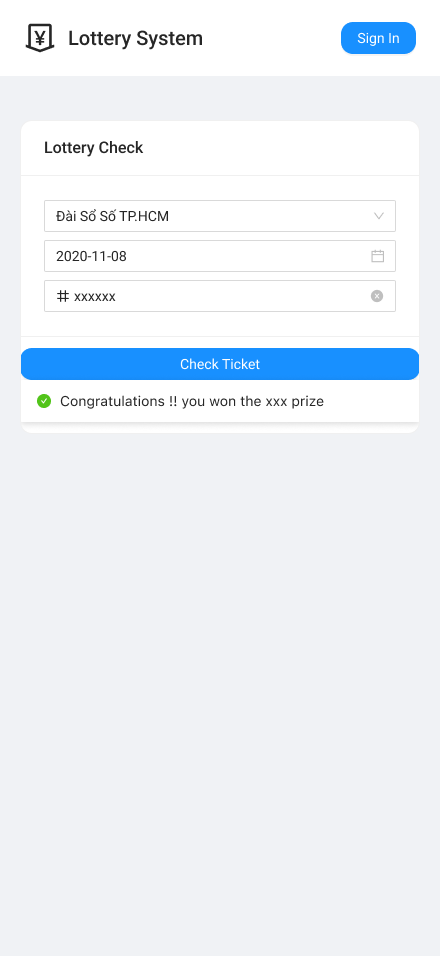 Lottery System
Sign In
Lottery Check
Đài Sổ Số TP.HCM
2020-11-08
# xxxxxx
Check Ticket
Congratulations !! you won the xxx prize